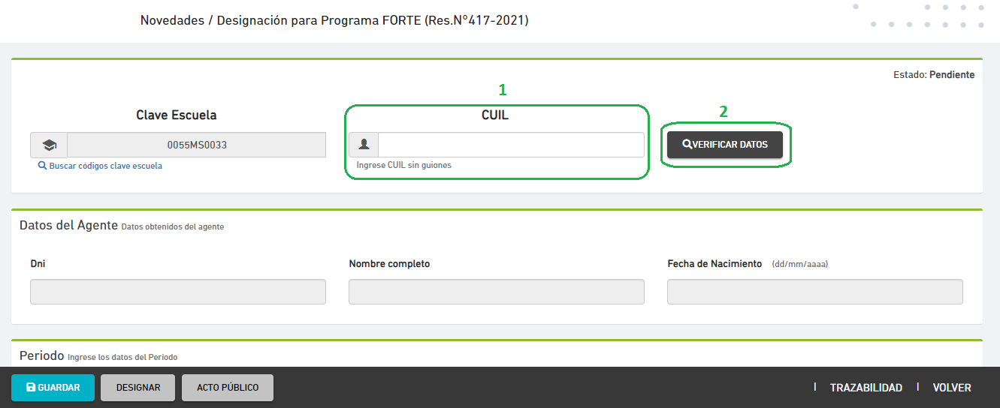 Novedades / Designación para Programa FORTE (Res.N°417-2021)
Estado: Pendiente
1
Clave Escuela
CUIL
2
0055MS0033
VERIFICAR DATOS
Buscar códigos clave escuela
Ingrese CUIL sin guiones
Datos del Agente Datos obtenidos del agente
Dni
Nombre completo
Fecha de Nacimiento (dd/mm/aaaa)
Periodo Ingrese los datos del Periodo
GUARDAR
DESIGNAR
ACTO PÚBLICO
| TRAZABILIDAD | VOLVER